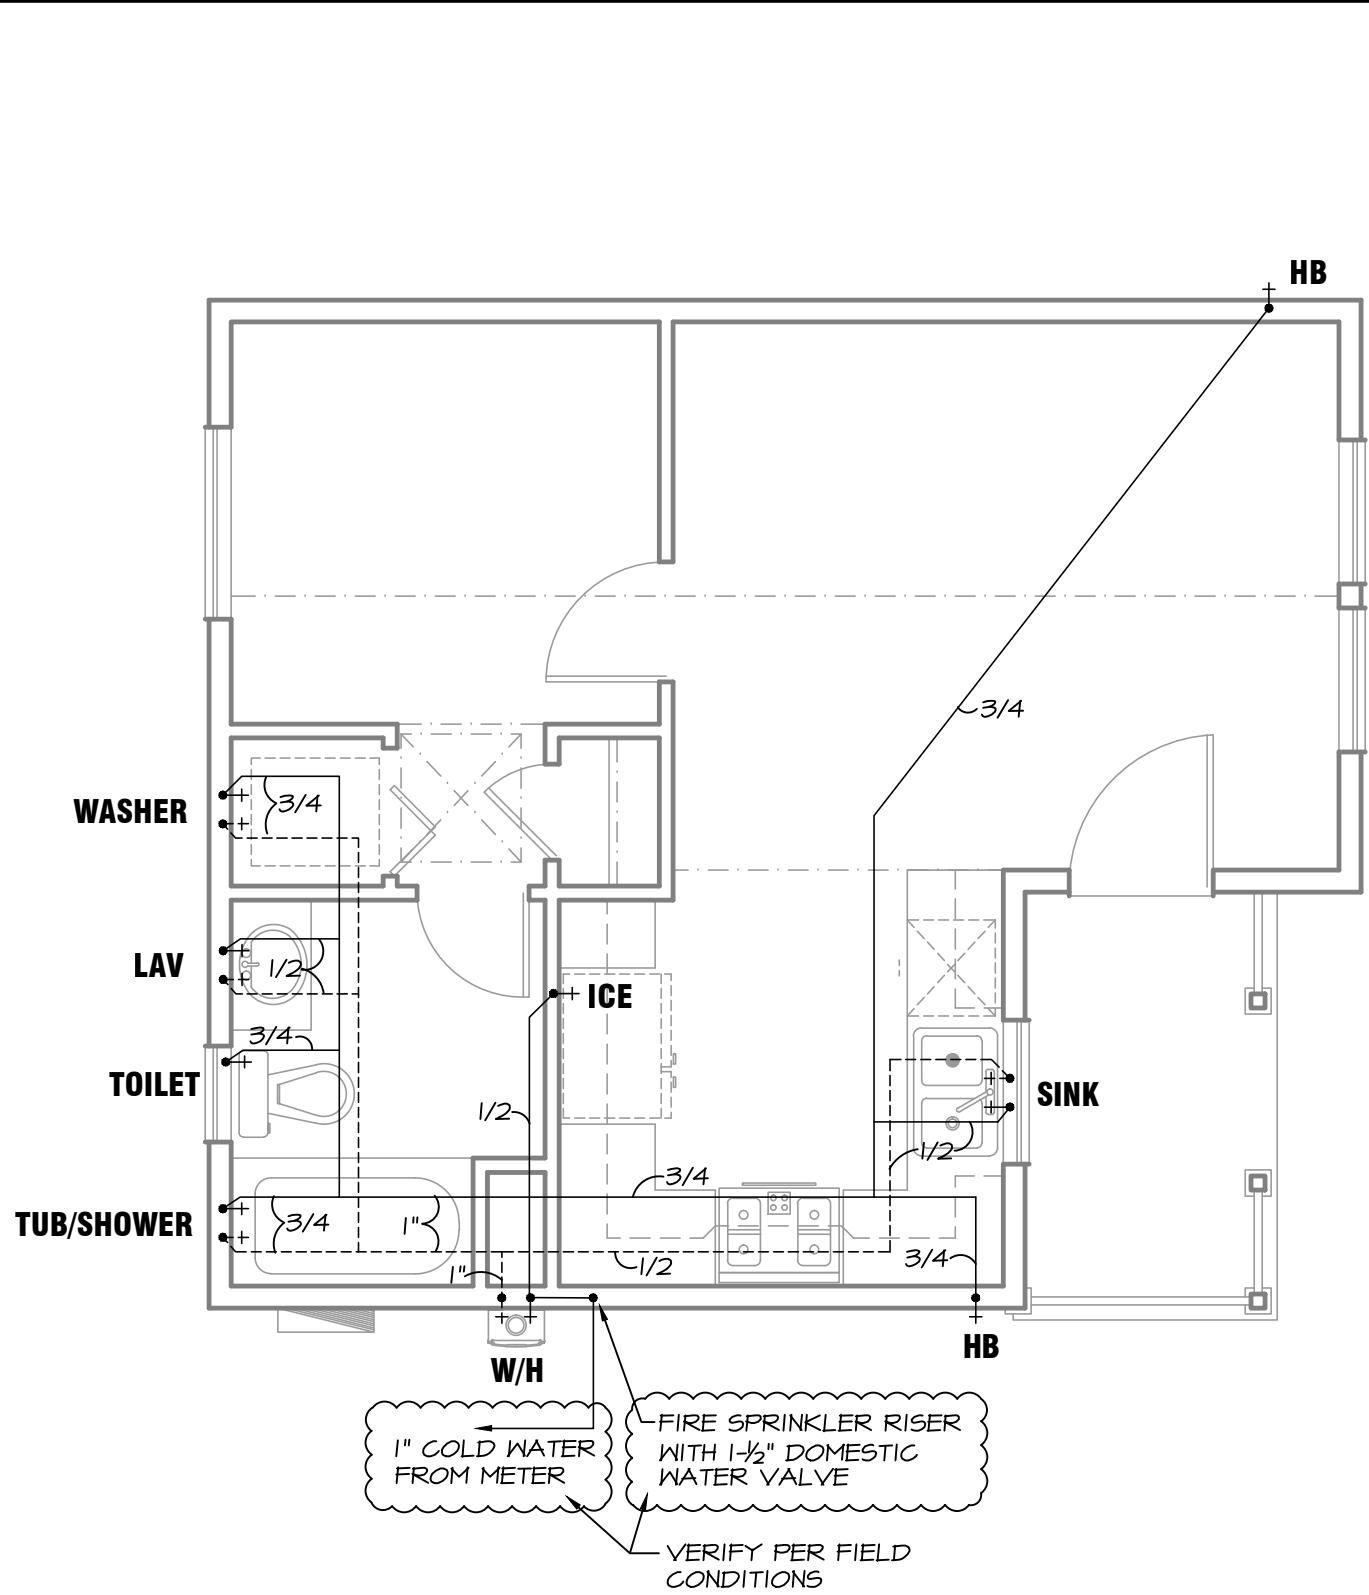 HB
3/4
WASHER
3/4
LAV
1/2
ICE
3/4
TOILET
SINK
1/2
1/2
3/4
TUB/SHOWER
3/4
1"
3/4
1"
1/2
HB
W/H
FIRE SPRINKLER RISER
WITH 1-½" DOMESTIC
WATER VALVE
1" COLD WATER
FROM METER
VERIFY PER FIELD
CONDITIONS